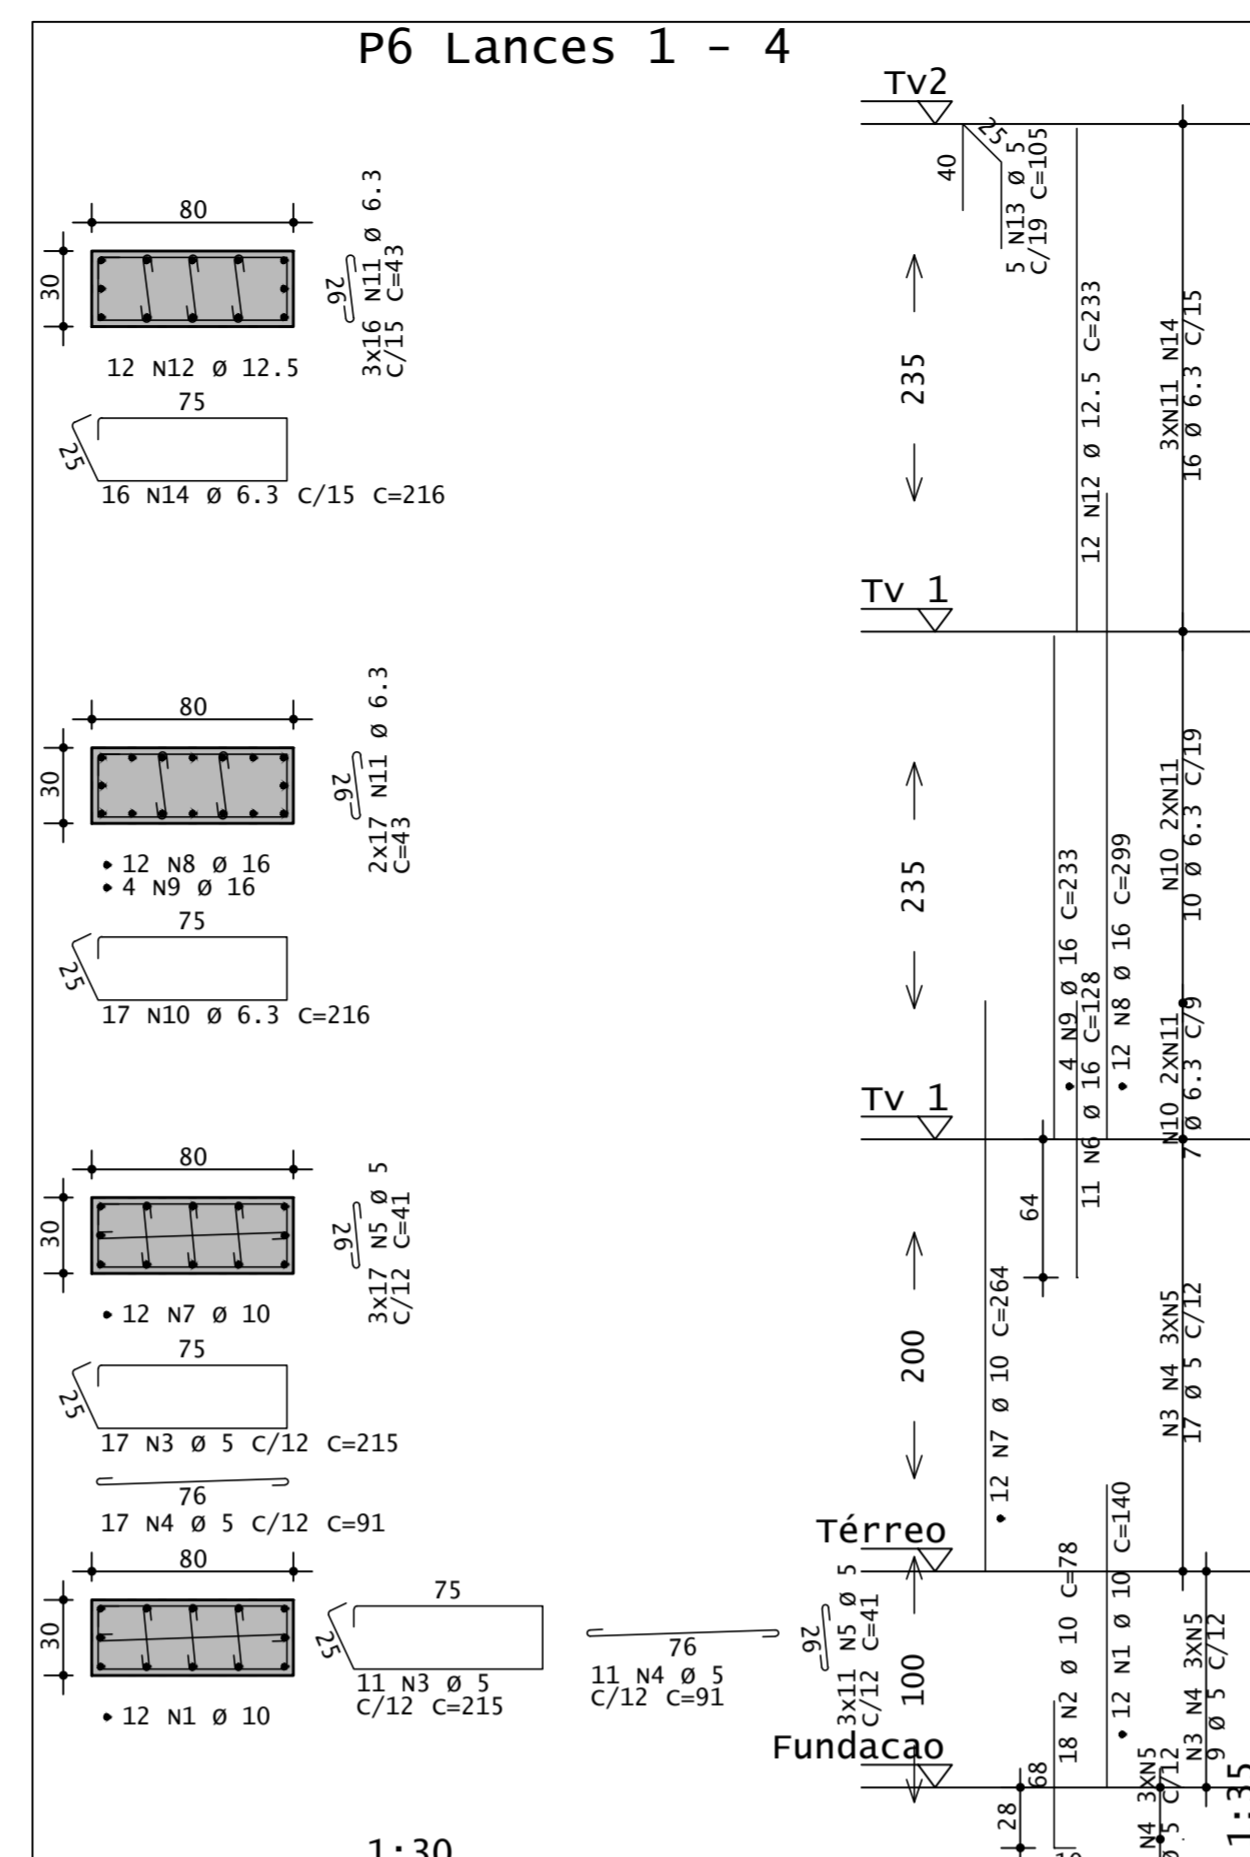 P6 Lances 1 - 4
Tv2
80
30
26
3x16 N11 Ø 6.3
C/15 C=43
12 N12 Ø 12.5
75
25
16 N14 Ø 6.3 C/15 C=216
40
25
5 N13 Ø 5
C/19 C=105
235
12 N12 Ø 12.5 C=233
3XN11 N14
16 Ø 6.3 C/15
Tv 1
80
30
26
2x17 N11 Ø 6.3
C=43
12 N8 Ø 16
4 N9 Ø 16
75
25
17 N10 Ø 6.3 C=216
235
4 N9 Ø 16 C=233
11 N6 Ø 16 C=128
12 N8 Ø 16 C=299
N10 2XN11
10 Ø 6.3 C/19
N10 2XN11
7 Ø 6.3 C/9
Tv 1
80
30
26
3x17 N5 Ø 5
C/12 C=41
12 N7 Ø 10
75
25
17 N3 Ø 5 C/12 C=215
76
17 N4 Ø 5 C/12 C=91
64
200
12 N7 Ø 10 C=264
N3 N4 3XN5
17 Ø 5 C/12
Térreo
80
30
12 N1 Ø 10
75
25
11 N3 Ø 5
C/12 C=215
76
11 N4 Ø 5
C/12 C=91
26
3x11 N5 Ø 5
C/12 C=41
100
18 N2 Ø 10 C=78
12 N1 Ø 10 C=140
N3 N4 3XN5
9 Ø 5 C/12
Fundacao
68
28
N4 3XN5
Ø 5 C/12
1:35
1:30